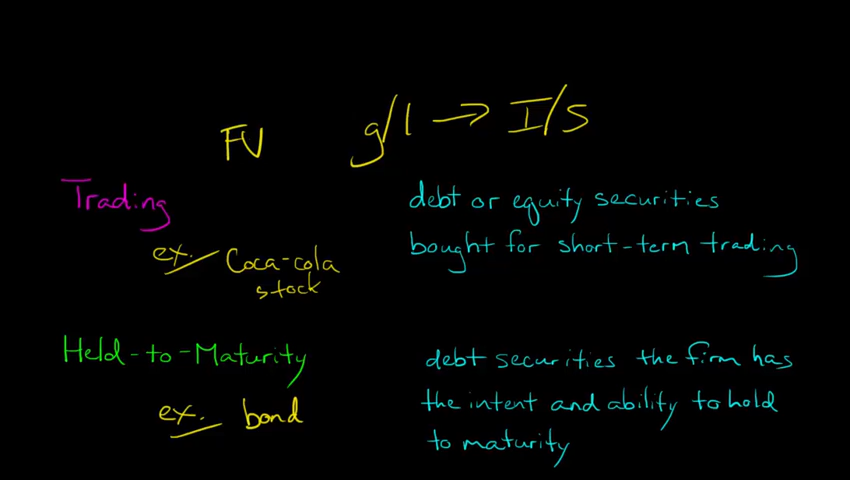 FV g/l → I/S
Trading
debt or equity securities
bought for short-term trading
ex. Coca-cola
stock
Held-to-Maturity
debt securities the firm has
the intent and ability to hold
to maturity
ex. bond